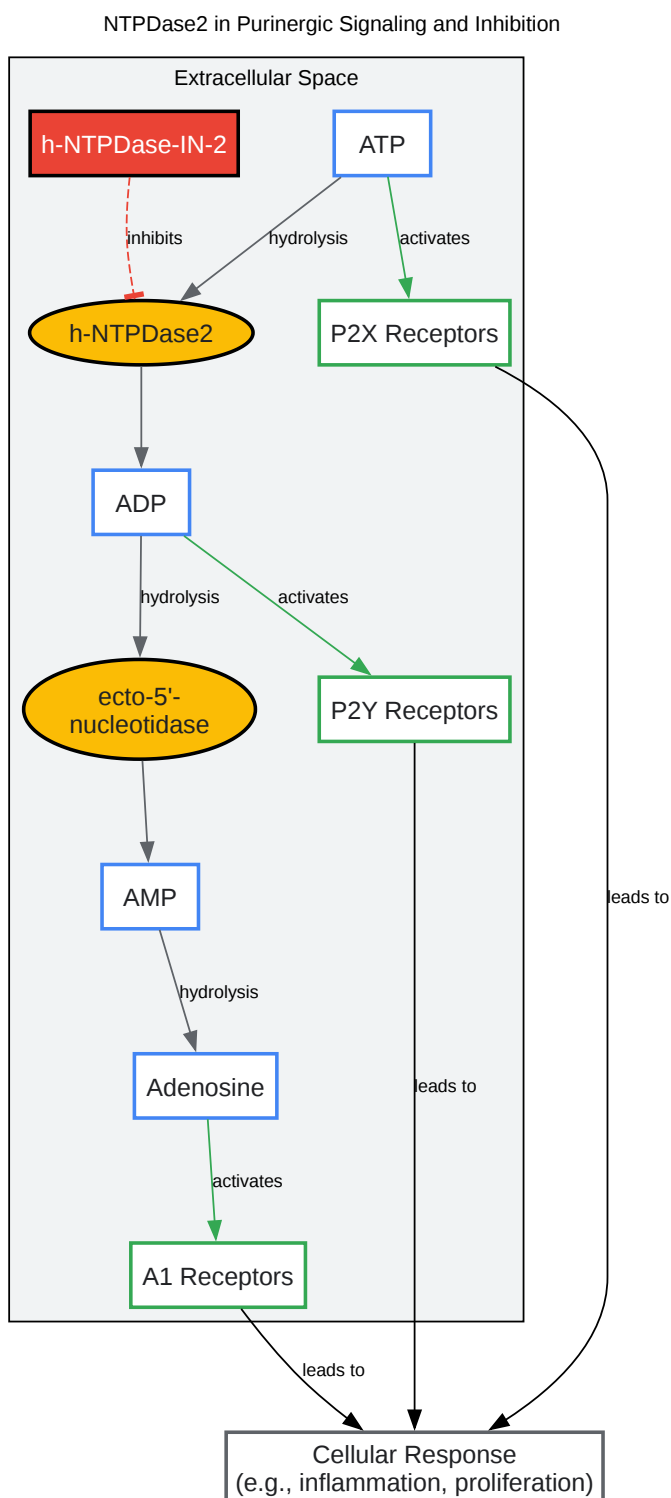 NTPDase2 in Purinergic Signaling and Inhibition
Extracellular Space
h-NTPDase-IN-2
ATP
inhibits
hydrolysis
activates
h-NTPDase2
P2X Receptors
ADP
hydrolysis
activates
ecto-5'-
nucleotidase
P2Y Receptors
AMP
leads to
hydrolysis
Adenosine
leads to
activates
A1 Receptors
leads to
Cellular Response
(e.g., inflammation, proliferation)